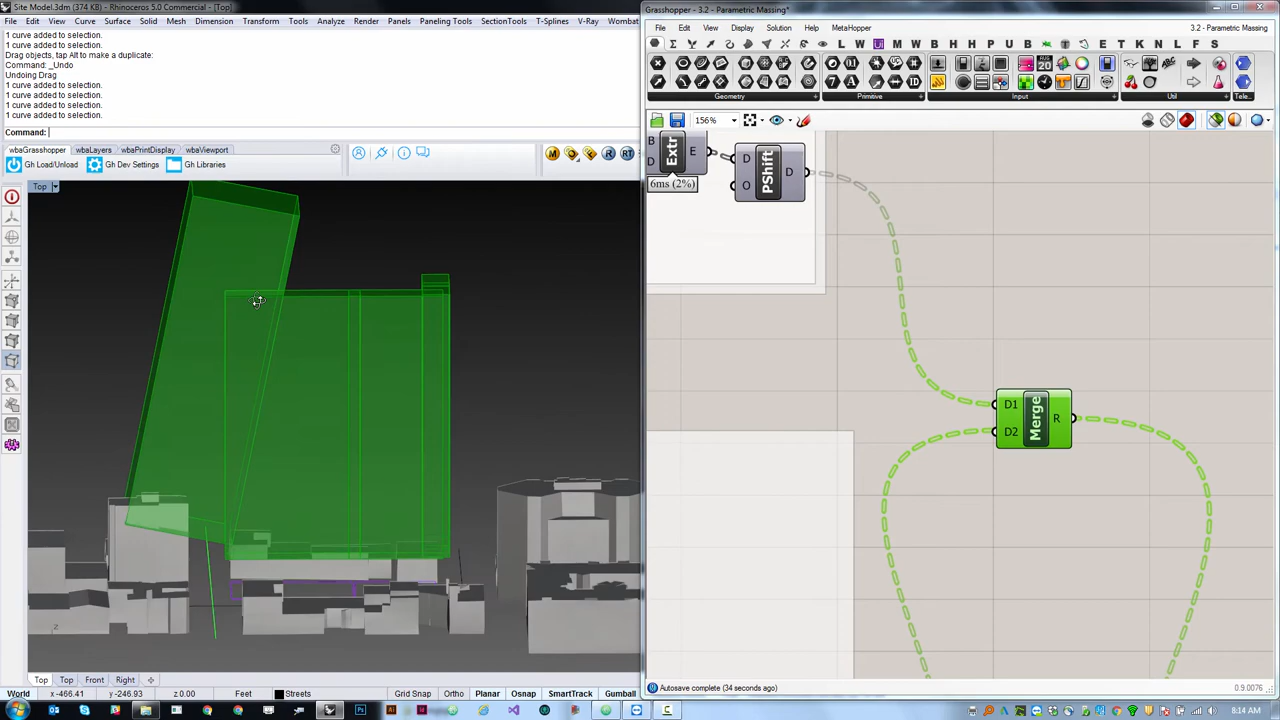 Site Model.3dm (374 KB) - Rhinoceros 5.0 Commercial - [Top]
File Edit View Curve Surface Solid Mesh Dimension Transform Tools Analyze Render Panels Paneling Tools SectionTools T-Splines V-Ray Wombat
1 curve added to selection.
1 curve added to selection.
Drag objects, tap Alt to make a duplicate:
Command: _Undo
Undoing Drag
1 curve added to selection.
1 curve added to selection.
1 curve added to selection.
1 curve added to selection.
Command:
wbaGrasshopper wbaLayers wbaPrintDisplay wbaViewport
Gh Load/Unload Gh Dev Settings Gh Libraries
M R RT
Top
z
Top Top Front Right
World x -466.41 y -246.93 z 0.00 Feet Streets Grid Snap Ortho Planar Osnap SmartTrack Gumball
Grasshopper - 3.2 - Parametric Massing*
File Edit View Display Solution Help MetaHopper
3.2 - Parametric Massing
L W U M W B H P U B E T K N L F S
Geometry Primitive Input Util Tele...
156%
B D Extr E
6ms (2%)
D O PShift D
D1 D2 Merge R
Autosave complete (34 seconds ago)
0.9.0076
8:14 AM